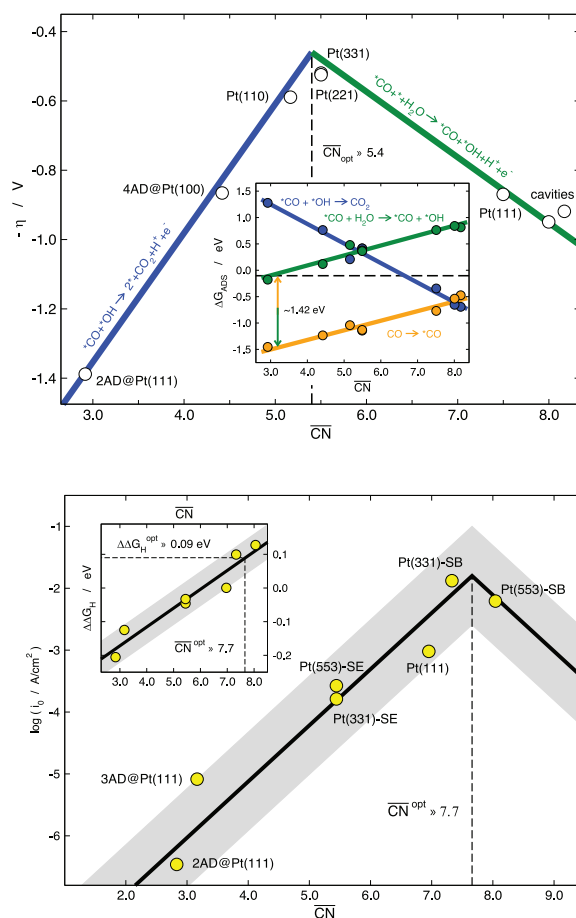 -0.4
-0.6
-0.8
-1.0
-1.2
-1.4
- η / V
Pt(331)
Pt(110)
Pt(221)
*CO+*+H₂O→*CO+*OH+H⁺+e⁻
CN_opt » 5.4
4AD@Pt(100)
cavities
Pt(111)
*CO+*OH → 2*+CO₂+H⁺+e⁻
2AD@Pt(111)
1.5
1.0
0.5
0.0
-0.5
-1.0
-1.5
ΔG_ADS / eV
*CO + *OH → CO₂
*CO + H₂O → *CO + *OH
~1.42 eV
CO → *CO
3.0 4.0 5.0 6.0 7.0 8.0
CN
3.0 4.0 5.0 6.0 7.0 8.0
CN
CN
-1
-2
-3
-4
-5
-6
log( i₀ / A/cm² )
ΔΔG_H^opt » 0.09 eV
0.1
0.0
-0.1
-0.2
ΔΔG_H / eV
CN^opt » 7.7
3.0 4.0 5.0 6.0 7.0 8.0
Pt(331)-SB
Pt(553)-SB
Pt(553)-SE
Pt(111)
Pt(331)-SE
3AD@Pt(111)
CN^opt » 7.7
2AD@Pt(111)
2.0 3.0 4.0 5.0 6.0 7.0 8.0 9.0
CN